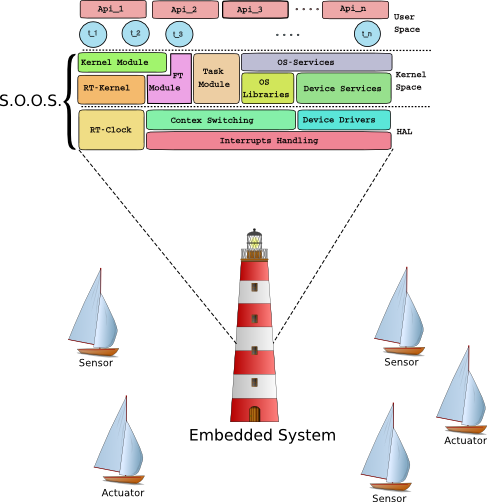 Api_1 Api_2 Api_3 Api_n
User Space
t_1 t_2 t_3 t_n
Kernel Module
PT Module
Task Module
OS-Services
RT-Kernel
OS Libraries
Device Services
Kernel Space
S.O.O.S.
RT-Clock
Contex Switching
Device Drivers
HAL
Interrupts Handling
Sensor
Sensor
Embedded System
Actuator
Actuator
Sensor